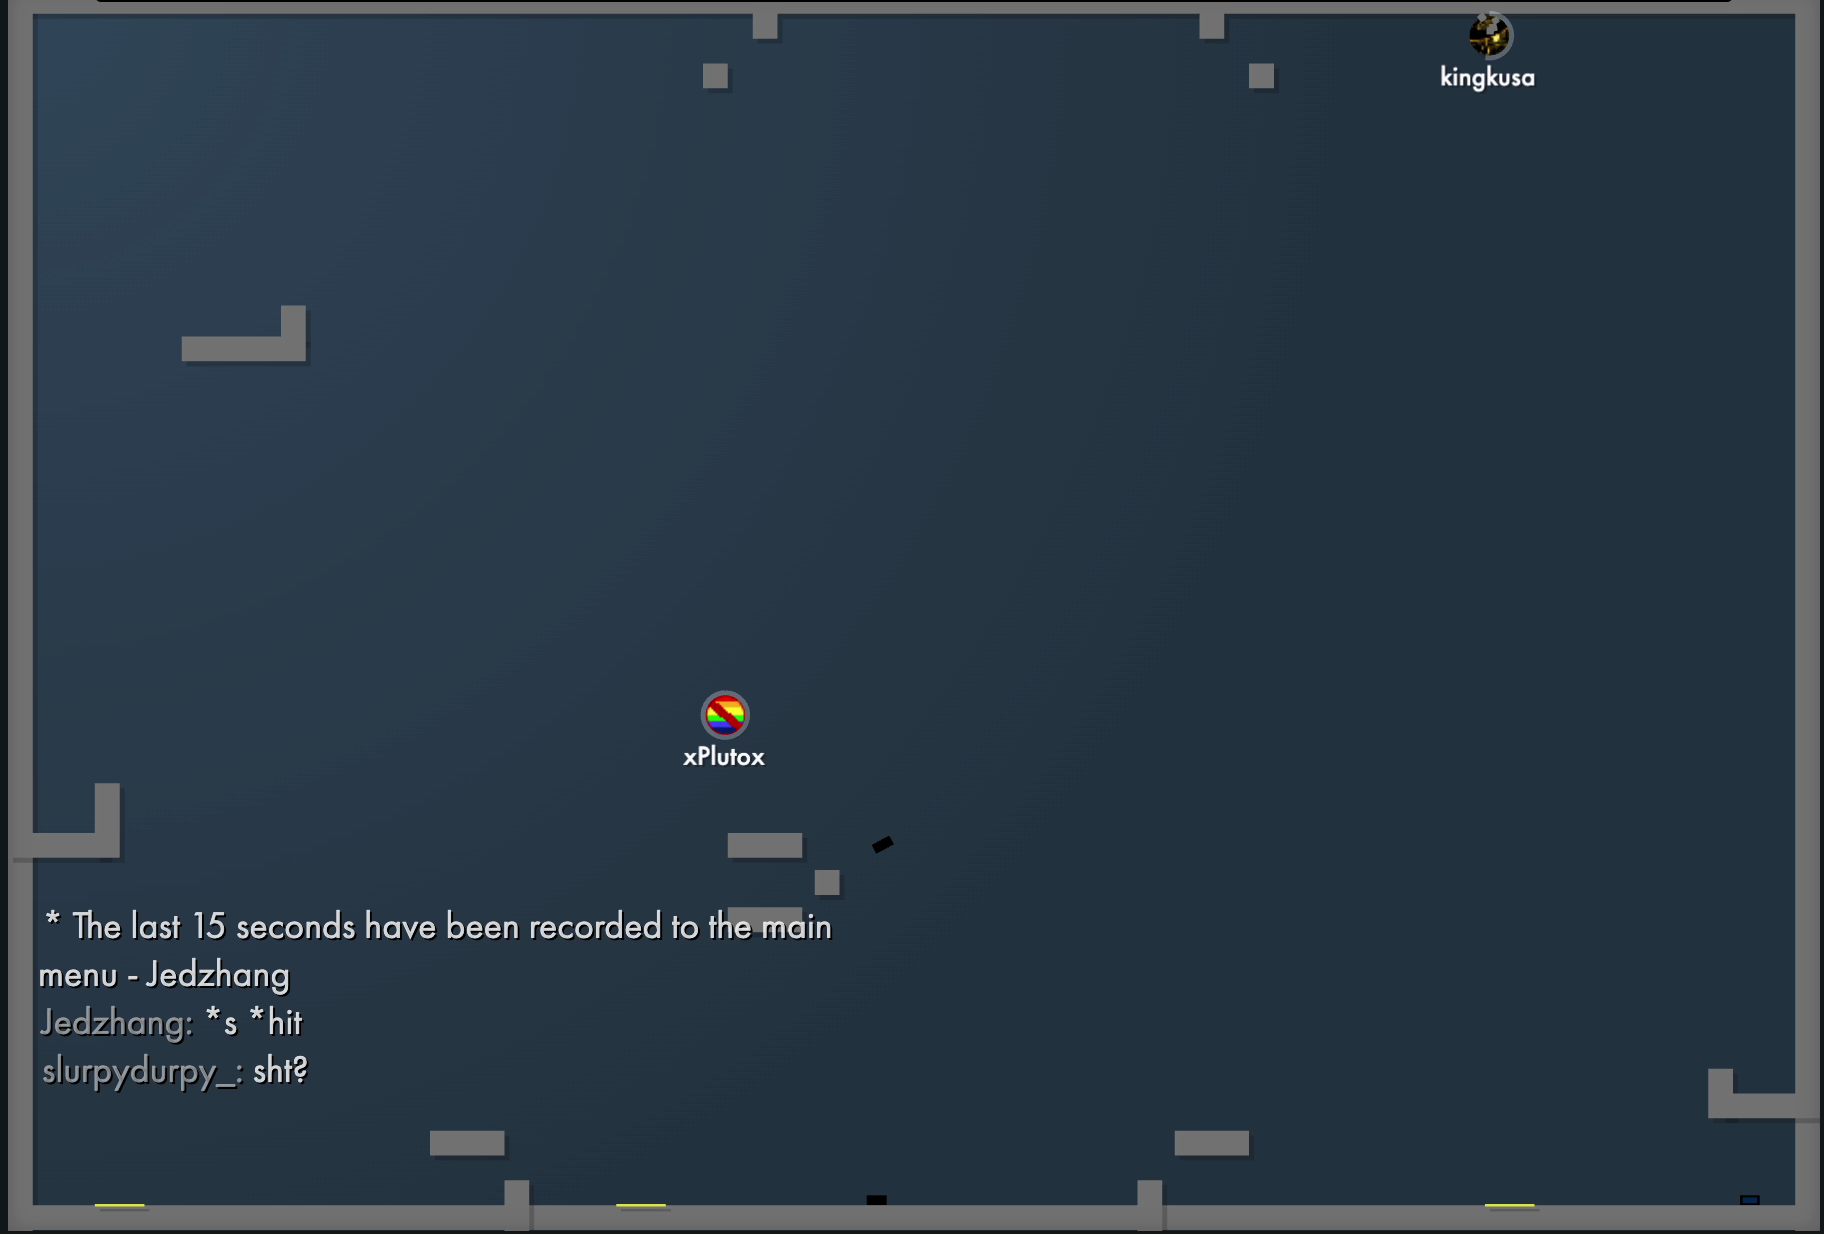 kingkusa
xPlutox
* The last 15 seconds have been recorded to the main
menu - Jedzhang
Jedzhang: *s *hit
slurpydurpy_: sht?